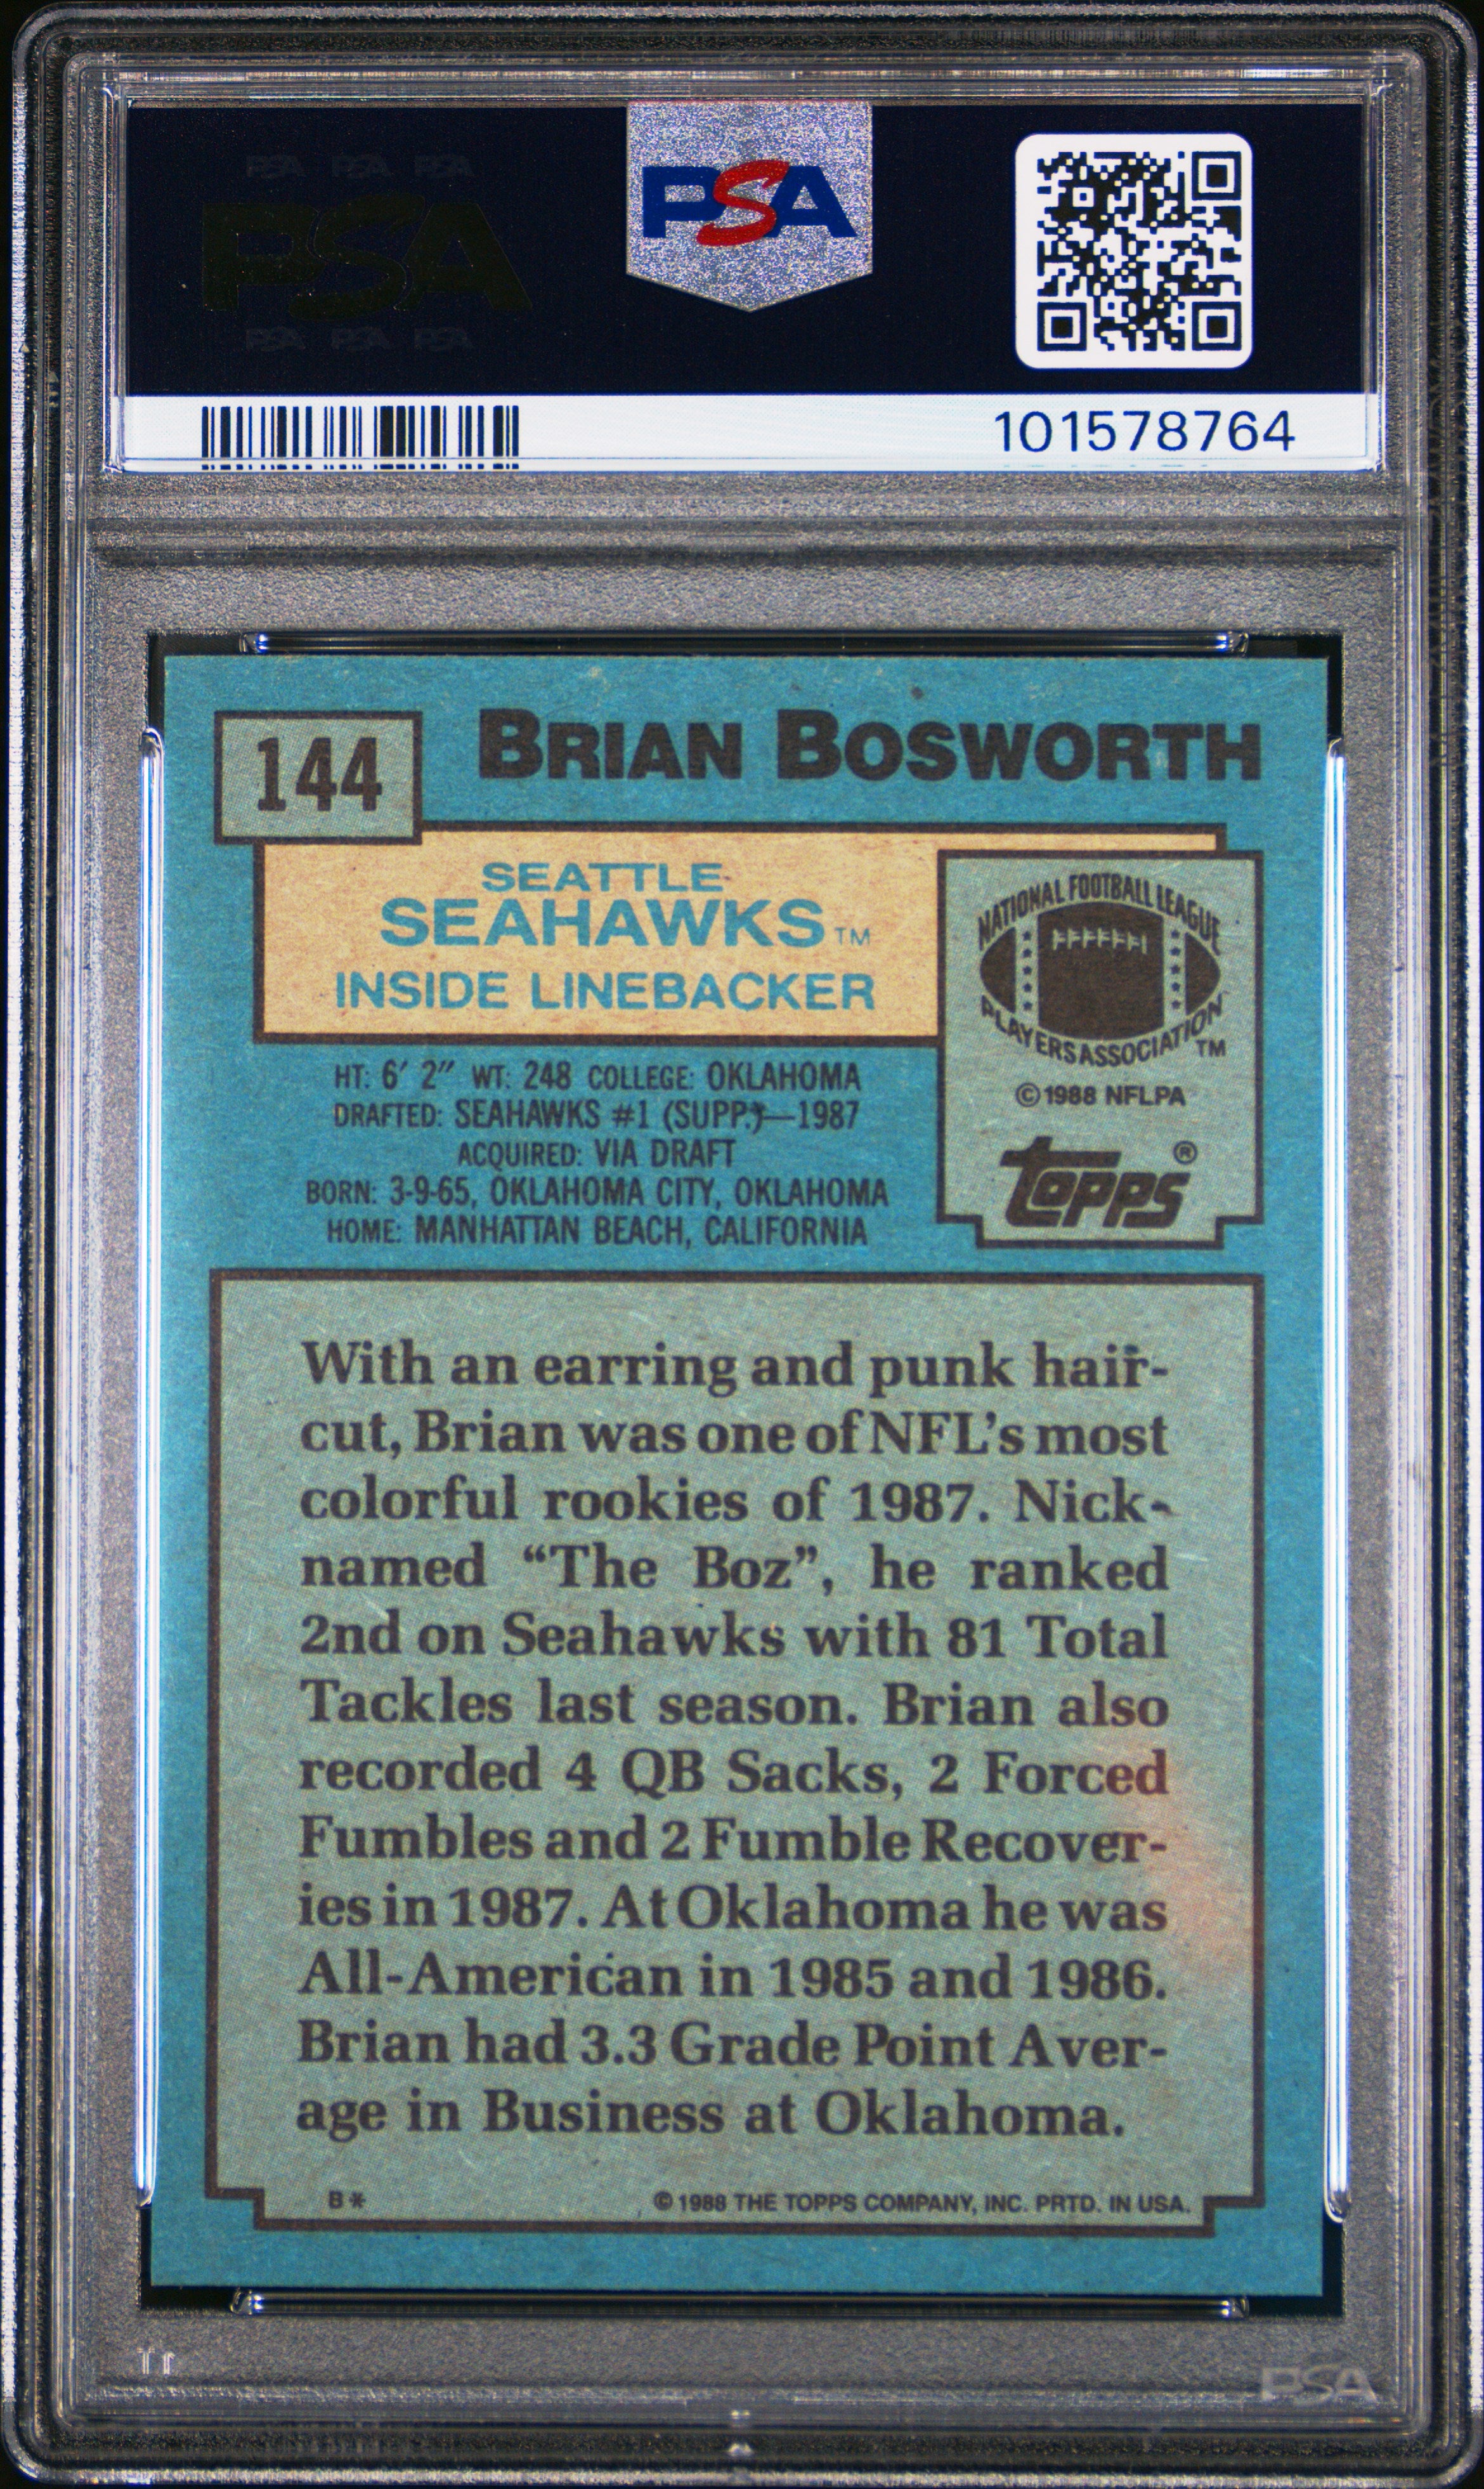 PSA PSA PSA
PSA
PSA PSA PSA
PSA
101578764
144
BRIAN BOSWORTH
SEATTLE
SEAHAWKS TM
INSIDE LINEBACKER
NATIONAL FOOTBALL LEAGUE
PLAYERS ASSOCIATION
TM
© 1988 NFLPA
topps®
HT: 6' 2" WT: 248 COLLEGE: OKLAHOMA
DRAFTED: SEAHAWKS #1 (SUPP.)—1987
ACQUIRED: VIA DRAFT
BORN: 3-9-65, OKLAHOMA CITY, OKLAHOMA
HOME: MANHATTAN BEACH, CALIFORNIA
With an earring and punk hair-
cut, Brian was one of NFL's most
colorful rookies of 1987. Nick-
named “The Boz”, he ranked
2nd on Seahawks with 81 Total
Tackles last season. Brian also
recorded 4 QB Sacks, 2 Forced
Fumbles and 2 Fumble Recover-
ies in 1987. At Oklahoma he was
All-American in 1985 and 1986.
Brian had 3.3 Grade Point Aver-
age in Business at Oklahoma.
B*
© 1988 THE TOPPS COMPANY, INC. PRTD. IN USA.
PSA